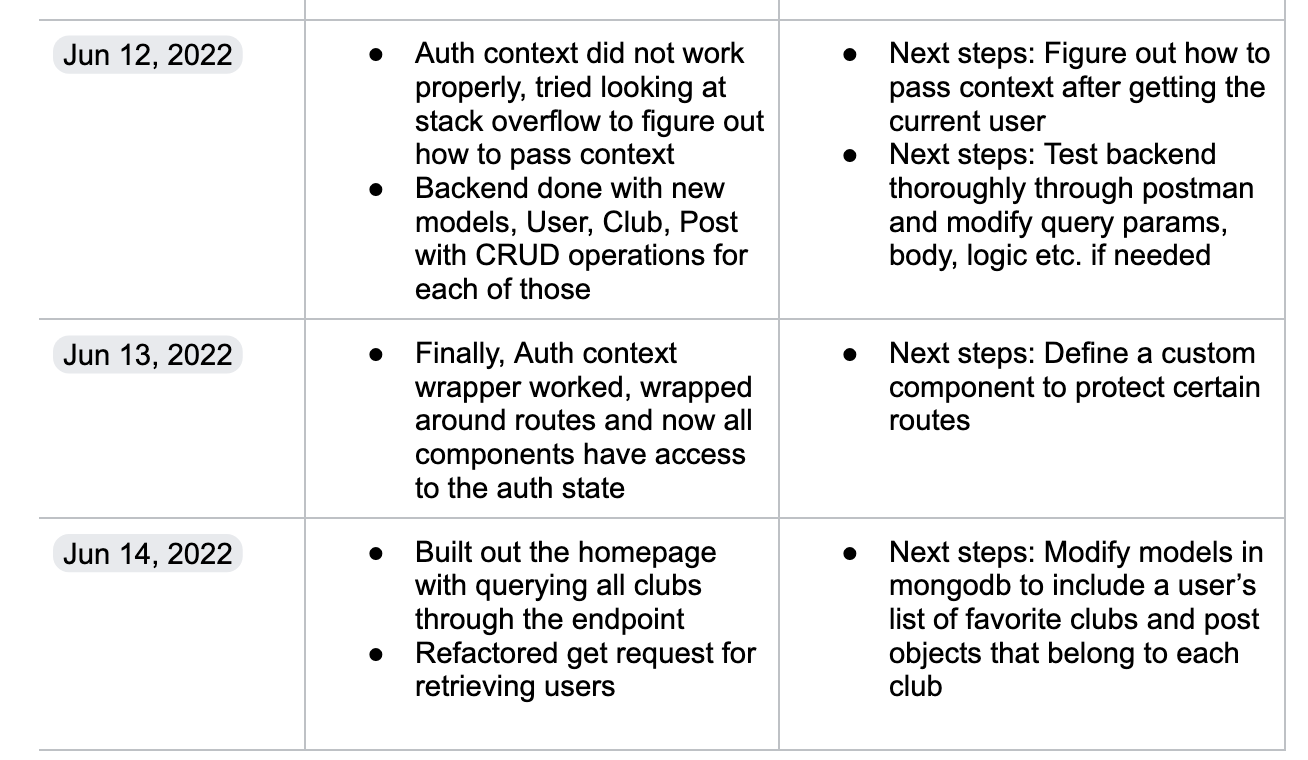 Jun 12, 2022
● Auth context did not work
properly, tried looking at
stack overflow to figure out
how to pass context
● Backend done with new
models, User, Club, Post
with CRUD operations for
each of those
● Next steps: Figure out how to
pass context after getting the
current user
● Next steps: Test backend
thoroughly through postman
and modify query params,
body, logic etc. if needed
Jun 13, 2022
● Finally, Auth context
wrapper worked, wrapped
around routes and now all
components have access
to the auth state
● Next steps: Define a custom
component to protect certain
routes
Jun 14, 2022
● Built out the homepage
with querying all clubs
through the endpoint
● Refactored get request for
retrieving users
● Next steps: Modify models in
mongodb to include a user’s
list of favorite clubs and post
objects that belong to each
club